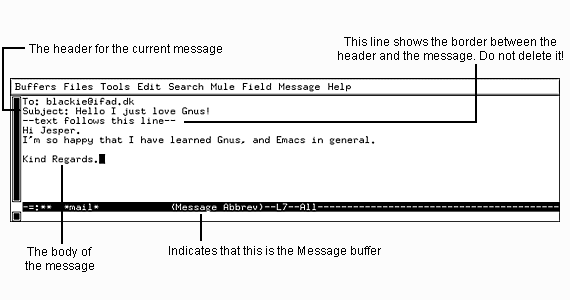 The header for the current message
This line shows the border between the
header and the message. Do not delete it!
Buffers Files Tools Edit Search Mule Field Message Help
To: blackie@ifad.dk
Subject: Hello I just love Gnus!
--text follows this line--
Hi Jesper.
I'm so happy that I have learned Gnus, and Emacs in general.
Kind Regards.
-=:** *mail* (Message Abbrev)--L7--All--------------------------------------------------
The body of
the message
Indicates that this is the Message buffer